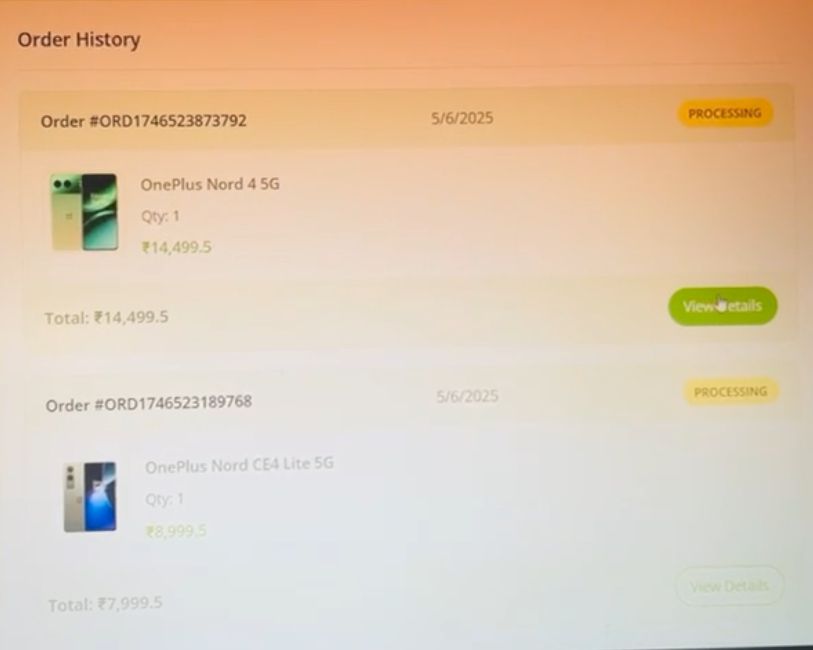 Order History
Order #ORD1746523873792 5/6/2025 PROCESSING
OnePlus Nord 4 5G
Qty: 1
₹14,499.5
Total: ₹14,499.5 View Details
Order #ORD1746523189768 5/6/2025 PROCESSING
OnePlus Nord CE4 Lite 5G
Qty: 1
₹8,999.5
Total: ₹7,999.5 View Details